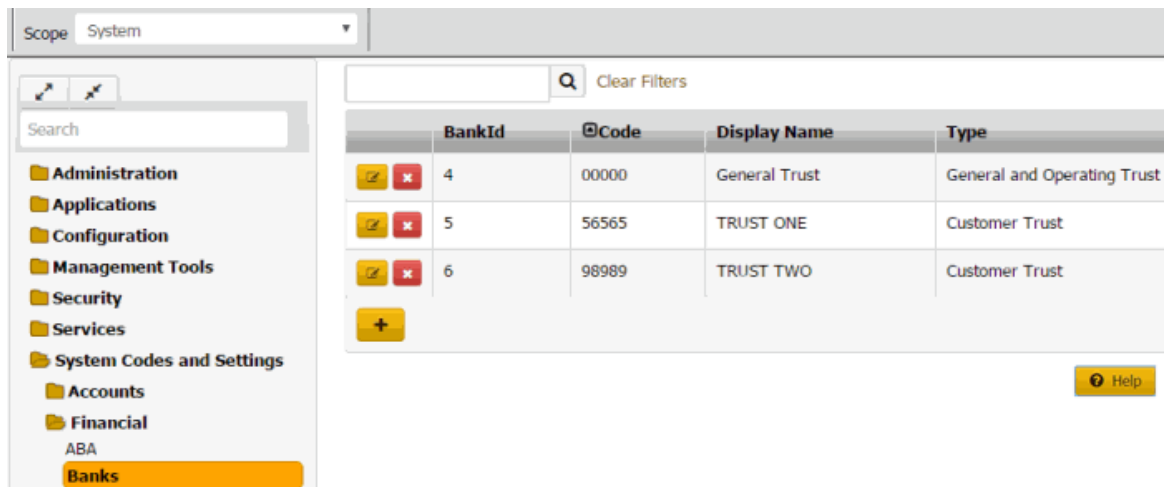 Scope System
Clear Filters
Search
BankId Code Display Name Type
Administration
Applications
Configuration
Management Tools
Security
Services
System Codes and Settings
Accounts
Financial
ABA
Banks
4 00000 General Trust General and Operating Trust
5 56565 TRUST ONE Customer Trust
6 98989 TRUST TWO Customer Trust
+
Help